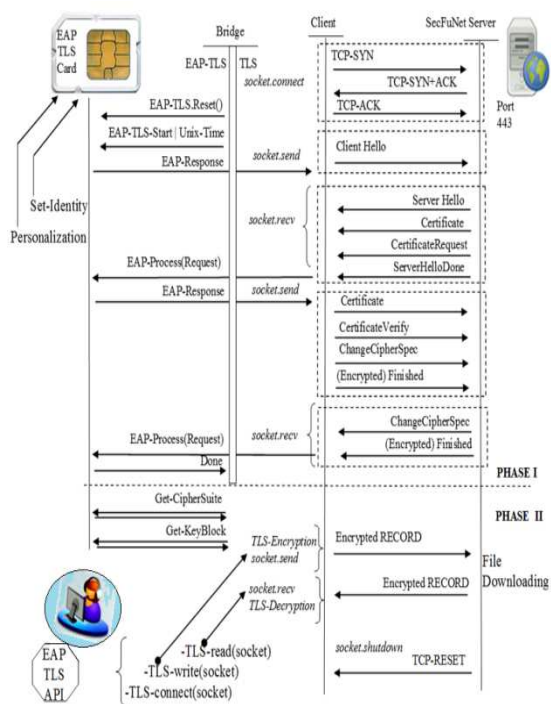 Client
SecFuNet Server
Bridge
EAP
TLS
Card
EAP-TLS
TLS
socket.connect
TCP-SYN
TCP-SYN+ACK
TCP-ACK
Port
443
EAP-TLS.Reset()
EAP-TLS-Start | Unix-Time
EAP-Response
socket.send
Client Hello
Set-Identity
Personalization
socket.recv
Server Hello
Certificate
CertificateRequest
ServerHelloDone
EAP-Process(Request)
EAP-Response
socket.send
Certificate
CertificateVerify
ChangeCipherSpec
(Encrypted) Finished
ChangeCipherSpec
(Encrypted) Finished
socket.recv
EAP-Process(Request)
Done
PHASE I
PHASE II
Get-CipherSuite
Get-KeyBlock
TLS-Encryption
socket.send
Encrypted RECORD
File
Downloading
socket.recv
TLS-Decryption
Encrypted RECORD
EAP
TLS
API
-TLS-read(socket)
-TLS-write(socket)
-TLS-connect(socket)
socket.shutdown
TCP-RESET